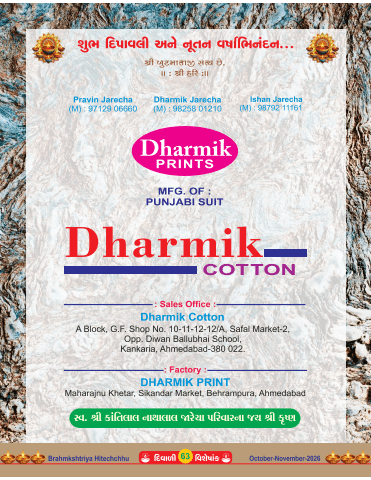 શુભ દિપાવલી અને નૂતન વર્ષાભિનંદન...
શ્રી બ્રહ્માણી માતાજી સત્ય છે,
॥ : શ્રી હરિ :॥
Pravin Jarecha
(M) : 97129 06660
Dharmik Jarecha
(M) : 98258 01210
Ishan Jarecha
(M) : 98792 11161
Dharmik
PRINTS
MFG. OF :
PUNJABI SUIT
Dharmik
COTTON
: Sales Office :
Dharmik Cotton
A Block, G.F. Shop No. 10-11-12-12/A, Safal Market-2,
Opp. Diwan Ballubhai School,
Kankaria, Ahmedabad-380 022.
: Factory :
DHARMIK PRINT
Maharajnu Khetar, Sikandar Market, Behrampura, Ahmedabad
સ્વ. શ્રી કાંતિલાલ નાથાલાલ જારેચા પરિવારના જય શ્રી કૃષ્ણ
Brahmkshtriya Hitechchhu
દિવાળી 63 વિશેષાંક
October-November-2026